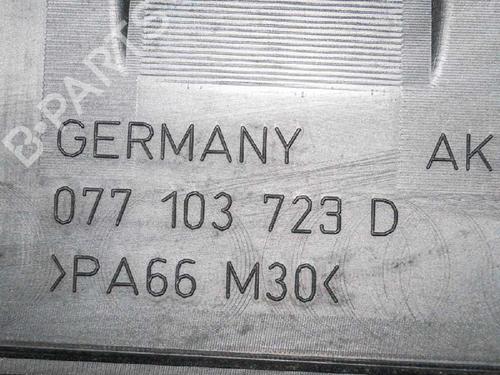 B-PARTS
GERMANY AK
077 103 723 D
>PA66 M30<